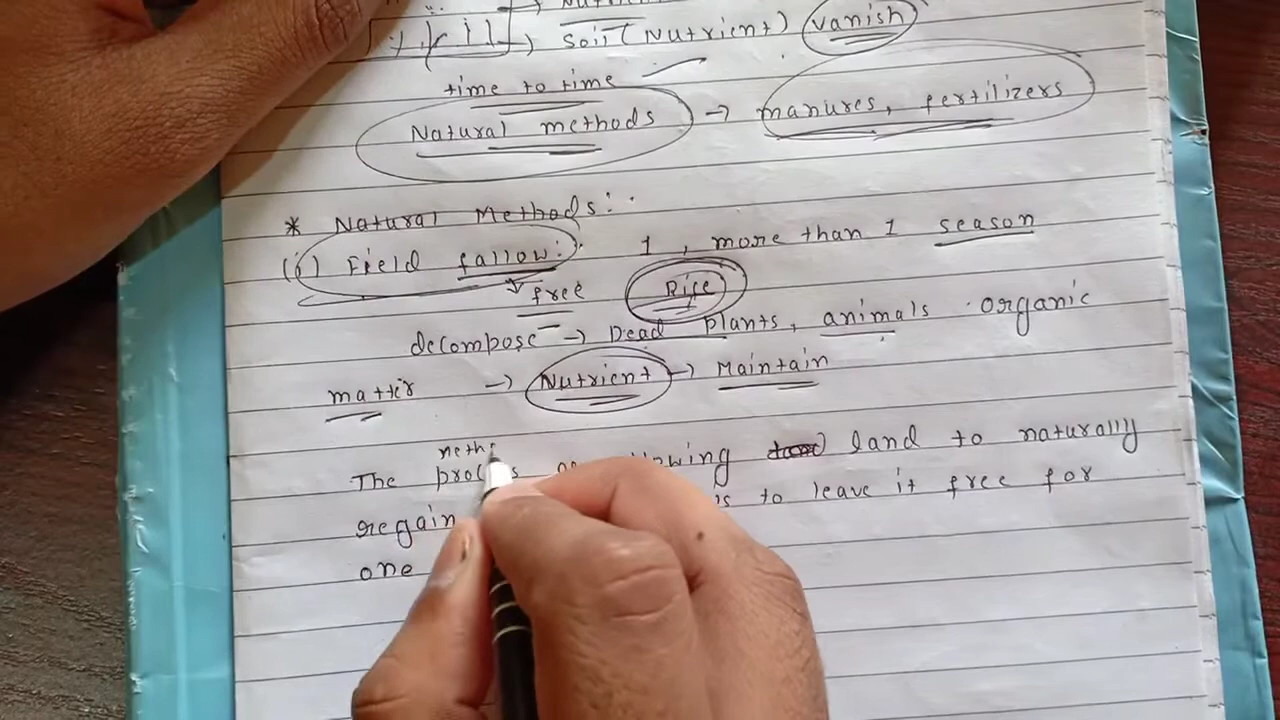 soil (Nutrient) vanish
time to time
Natural methods → manures, fertilizers
* Natural Methods:
(i) Field fallow: 1, more than 1 season
free Rice
decompose → Dead plants, animals organic
matter → Nutrient → Maintain
The process land to naturally
regain to leave it free for
one